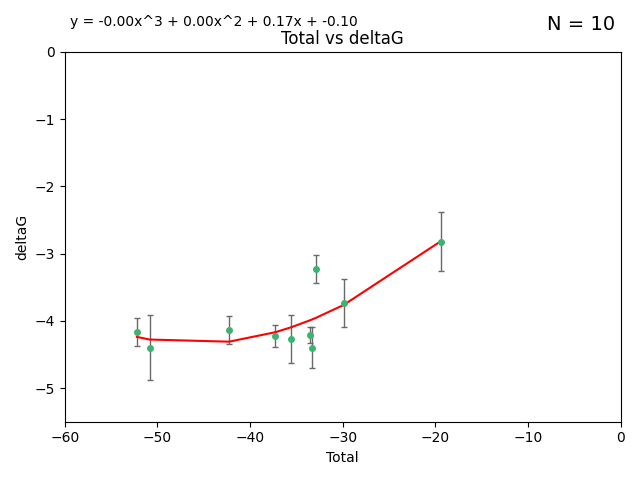 y = -0.00x^3 + 0.00x^2 + 0.17x + -0.10
N = 10
Total vs deltaG
0
−1
−2
−3
−4
−5
deltaG
−60 −50 −40 −30 −20 −10 0
Total